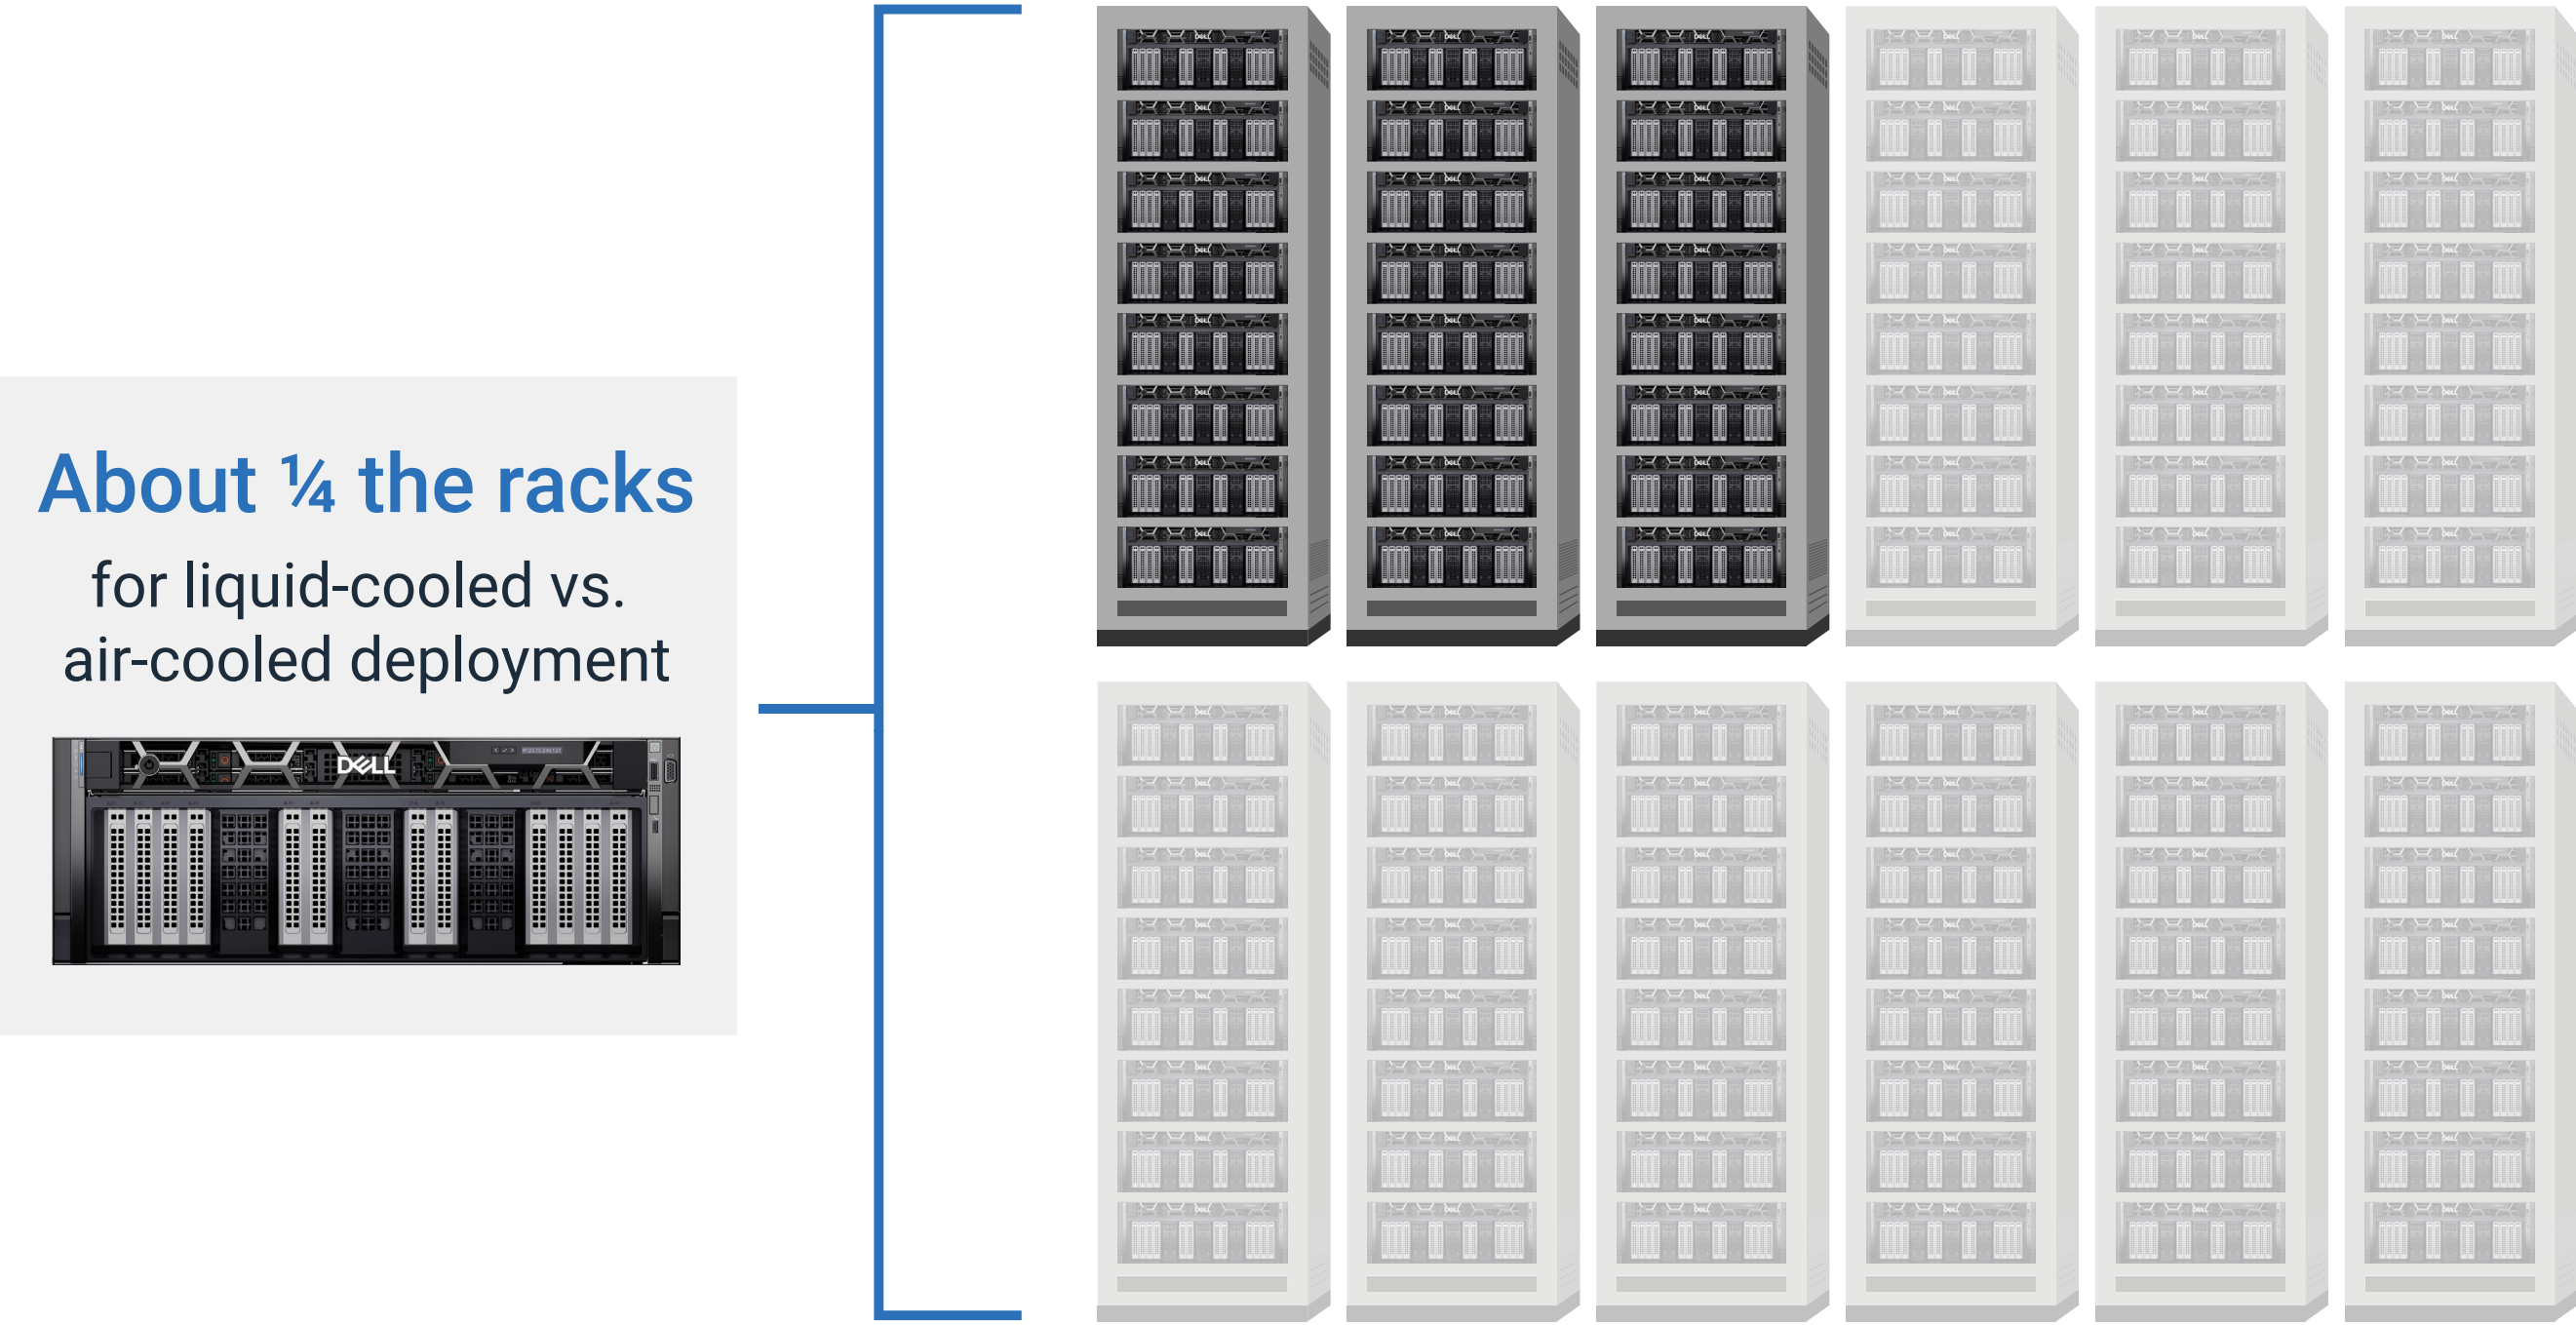 About ¼ the racks
for liquid-cooled vs.
air-cooled deployment
DELL